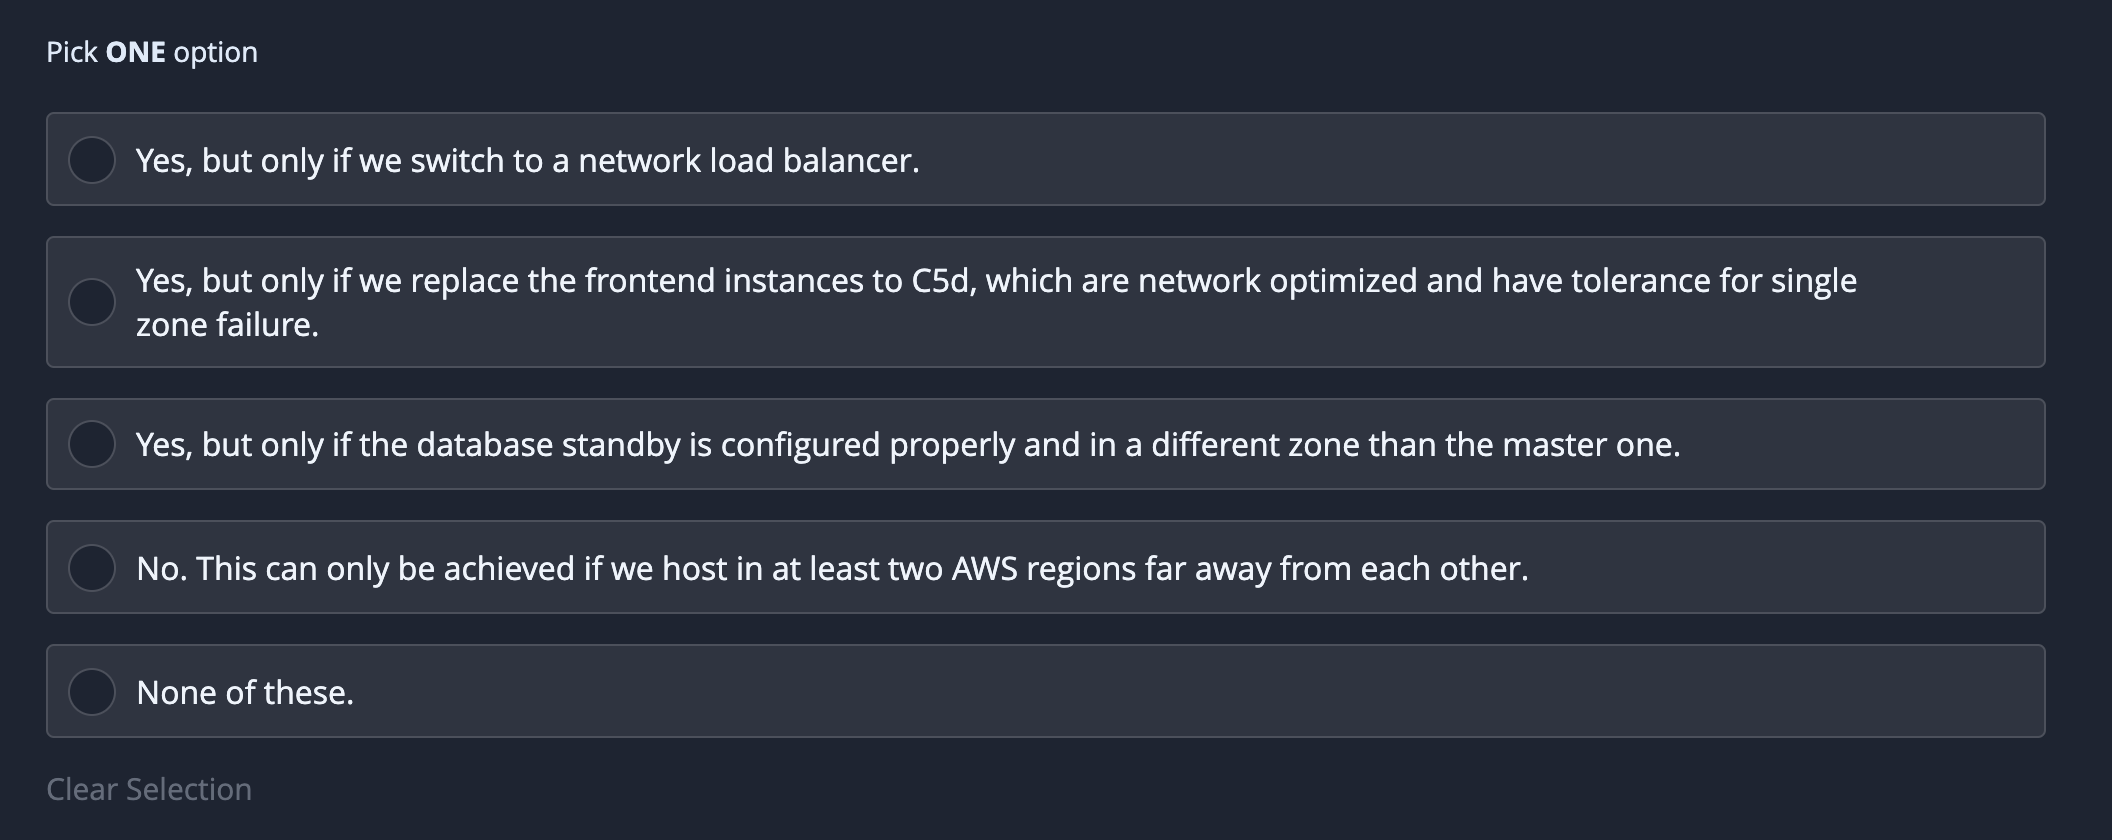 Pick ONE option
Yes, but only if we switch to a network load balancer.
Yes, but only if we replace the frontend instances to C5d, which are network optimized and have tolerance for single
zone failure.
Yes, but only if the database standby is configured properly and in a different zone than the master one.
No. This can only be achieved if we host in at least two AWS regions far away from each other.
None of these.
Clear Selection